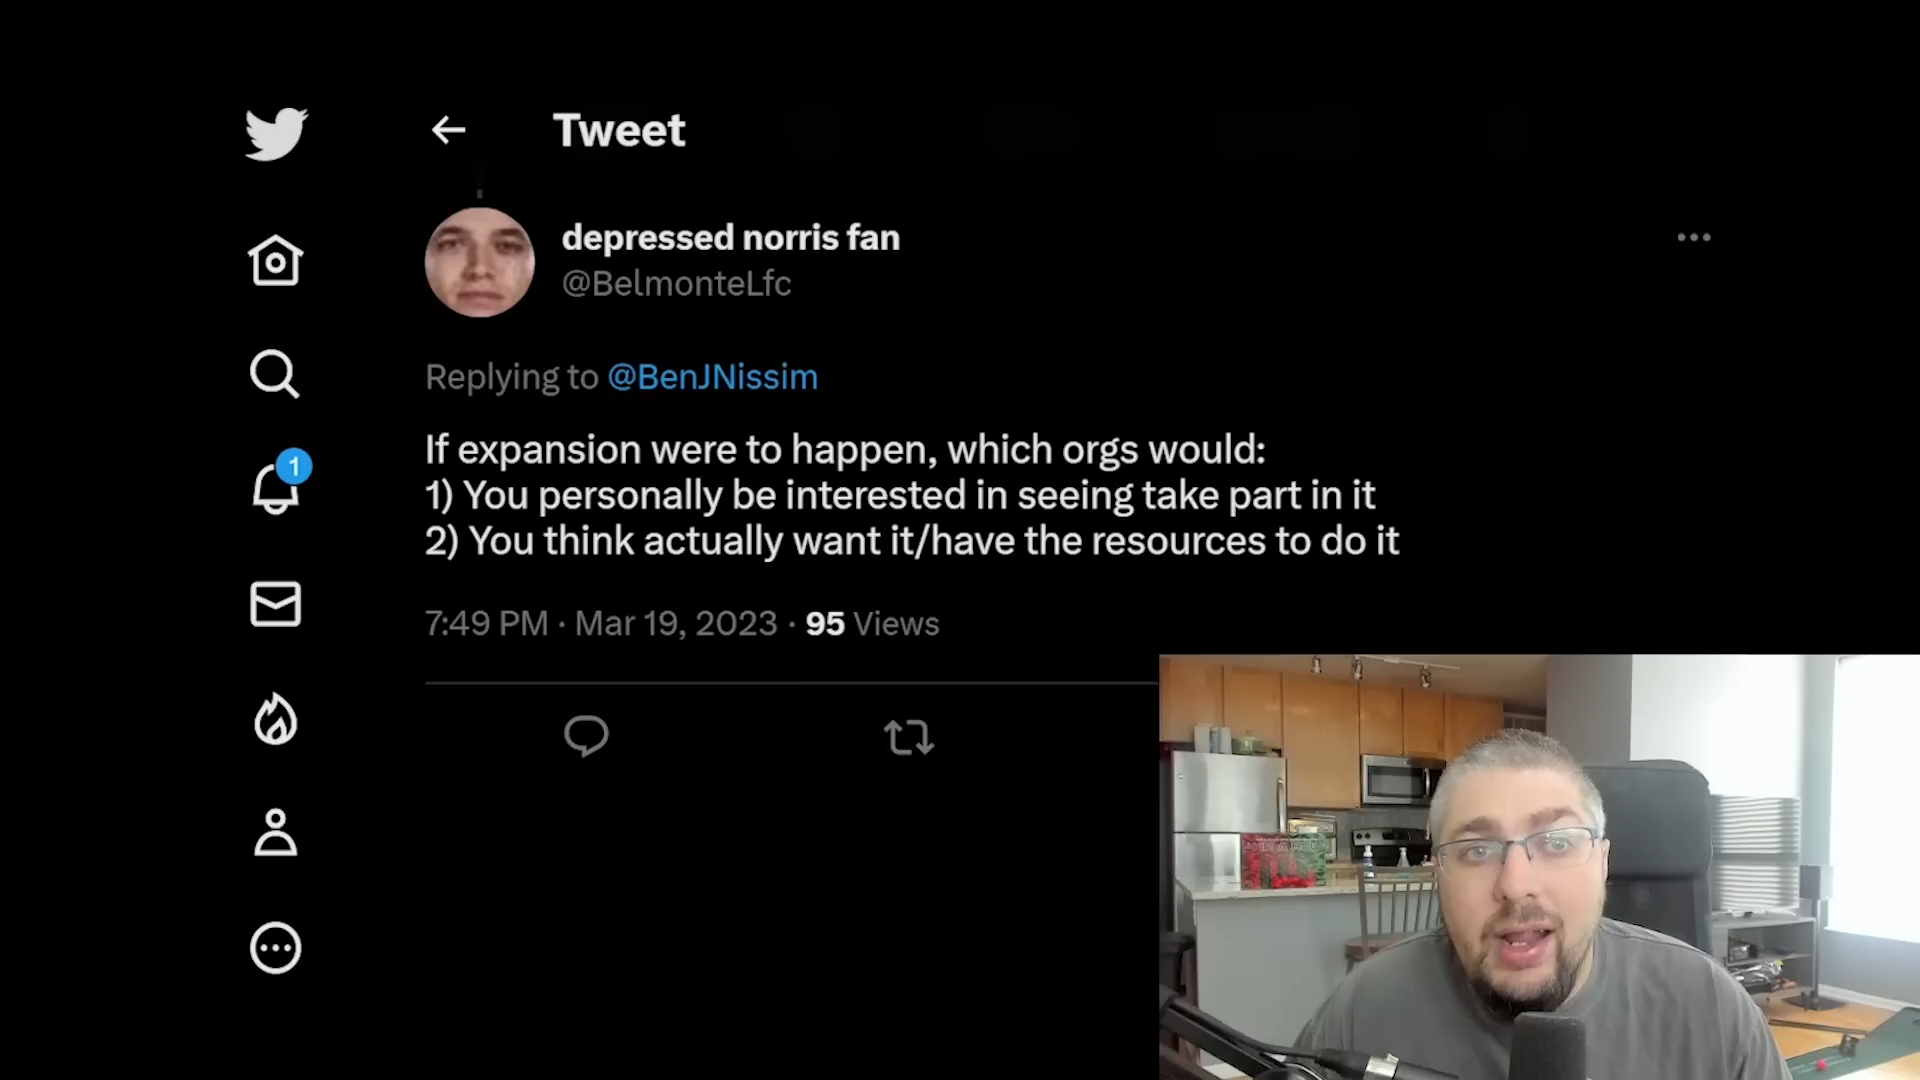 Tweet
depressed norris fan
@BelmonteLfc
Replying to @BenJNissim
If expansion were to happen, which orgs would:
1) You personally be interested in seeing take part in it
2) You think actually want it/have the resources to do it
7:49 PM · Mar 19, 2023 · 95 Views
1